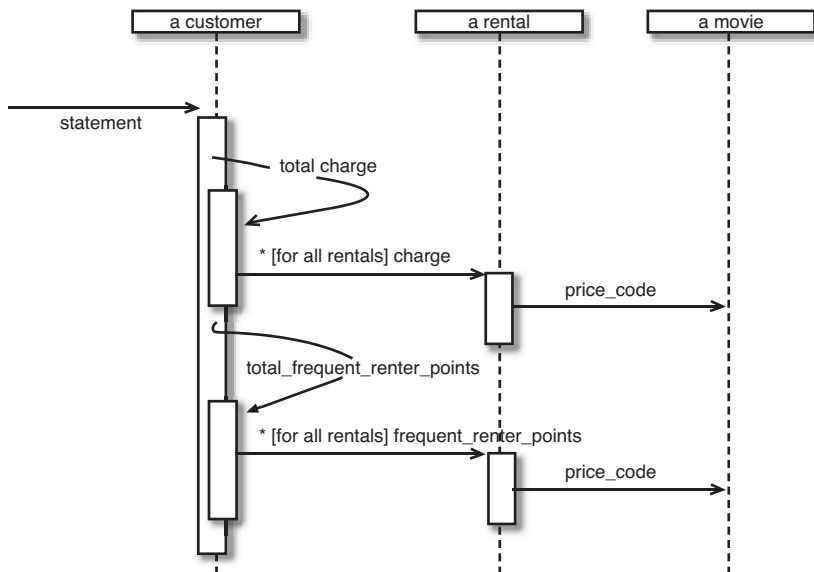 a customer
a rental
a movie
statement
total charge
* [for all rentals] charge
price_code
total_frequent_renter_points
* [for all rentals] frequent_renter_points
price_code